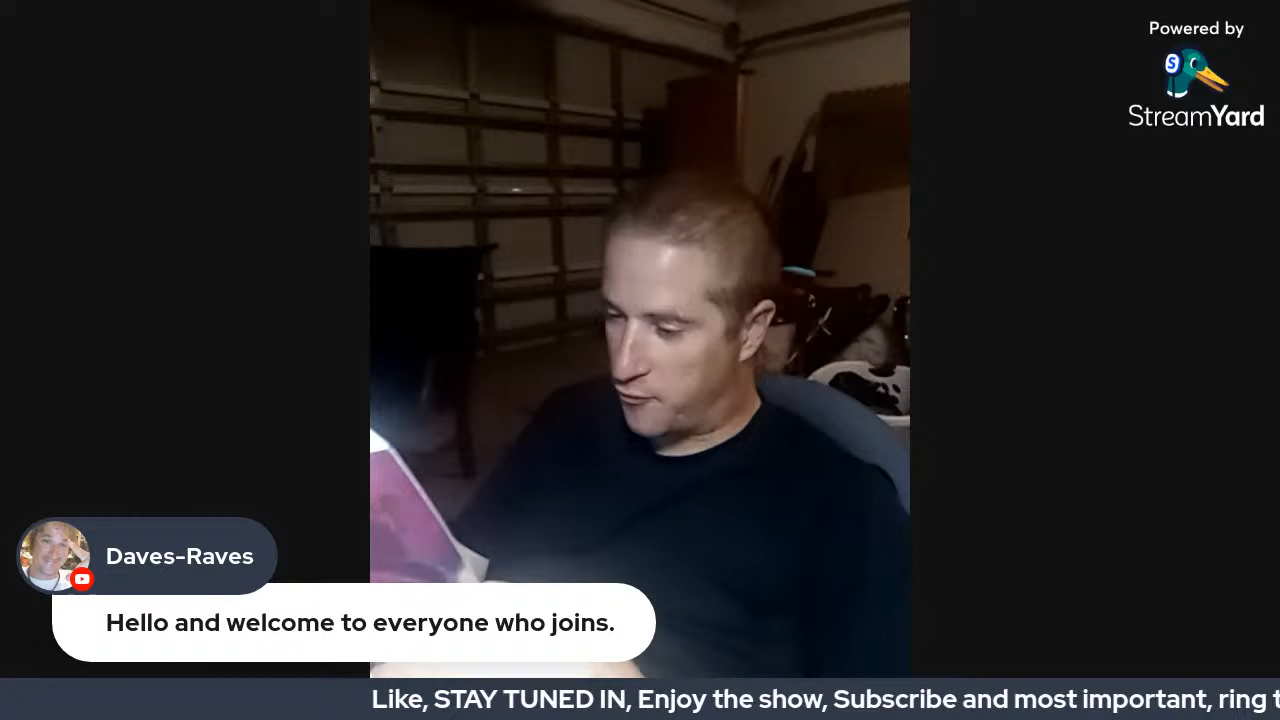 Powered by
S
StreamYard
Daves-Raves
Hello and welcome to everyone who joins.
Like, STAY TUNED IN, Enjoy the show, Subscribe and most important, ring